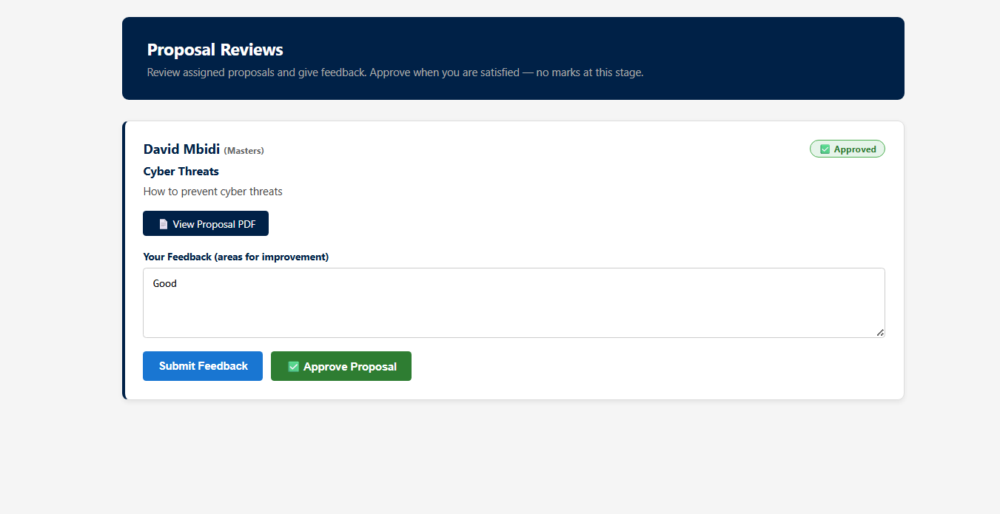 Proposal Reviews
Review assigned proposals and give feedback. Approve when you are satisfied — no marks at this stage.
David Mbidi (Masters)
✅ Approved
Cyber Threats
How to prevent cyber threats
📄 View Proposal PDF
Your Feedback (areas for improvement)
Good
Submit Feedback
✅ Approve Proposal